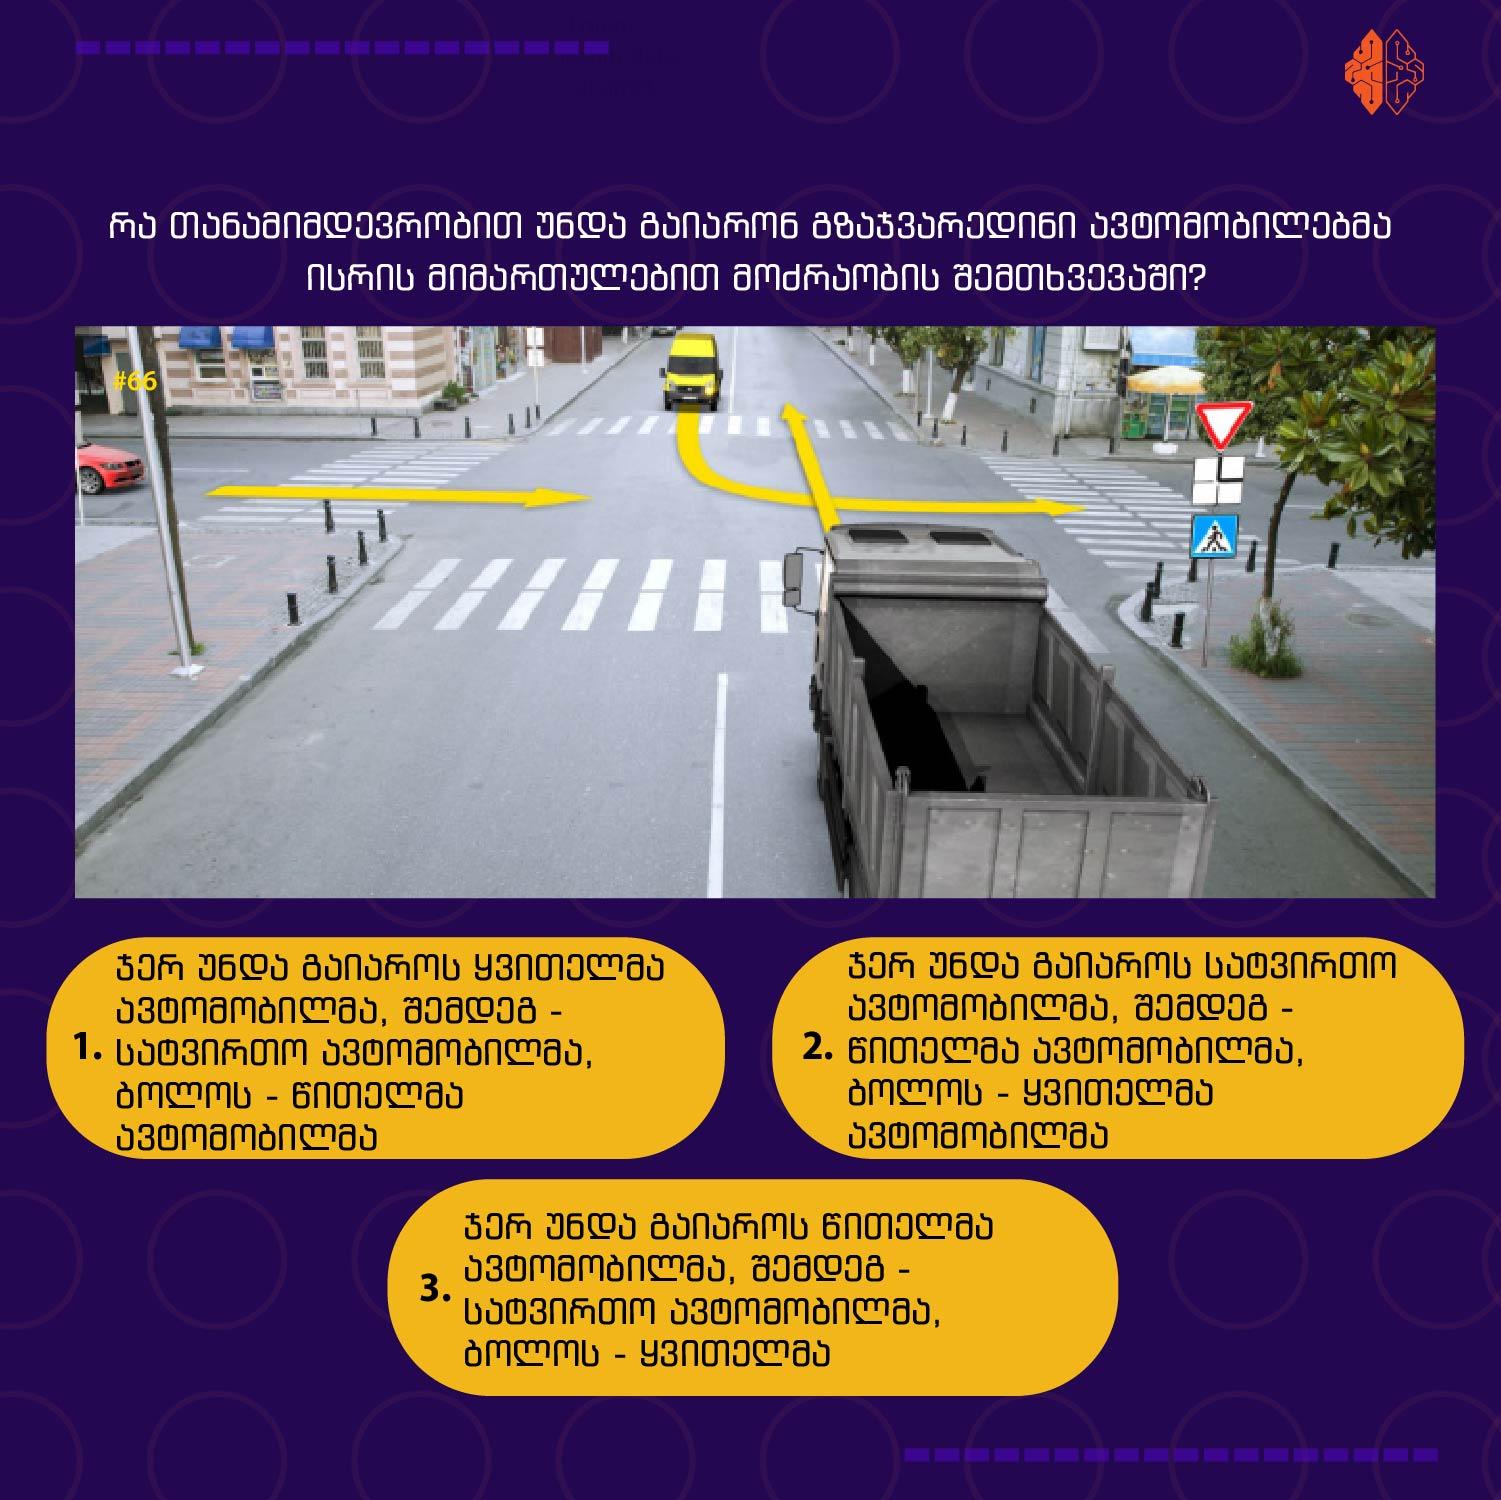 რა თანამიმდევრობით უნდა გაიარონ გზაჯვარედინი ავტომობილებმა
ისრის მიმართულებით მოძრაობის შემთხვევაში?
#66
1. ჯერ უნდა გაიაროს ყვითელმა
ავტომობილმა, შემდეგ -
სატვირთო ავტომობილმა,
ბოლოს - წითელმა
ავტომობილმა
2. ჯერ უნდა გაიაროს სატვირთო
ავტომობილმა, შემდეგ -
წითელმა ავტომობილმა,
ბოლოს - ყვითელმა
ავტომობილმა
3. ჯერ უნდა გაიაროს წითელმა
ავტომობილმა, შემდეგ -
სატვირთო ავტომობილმა,
ბოლოს - ყვითელმა